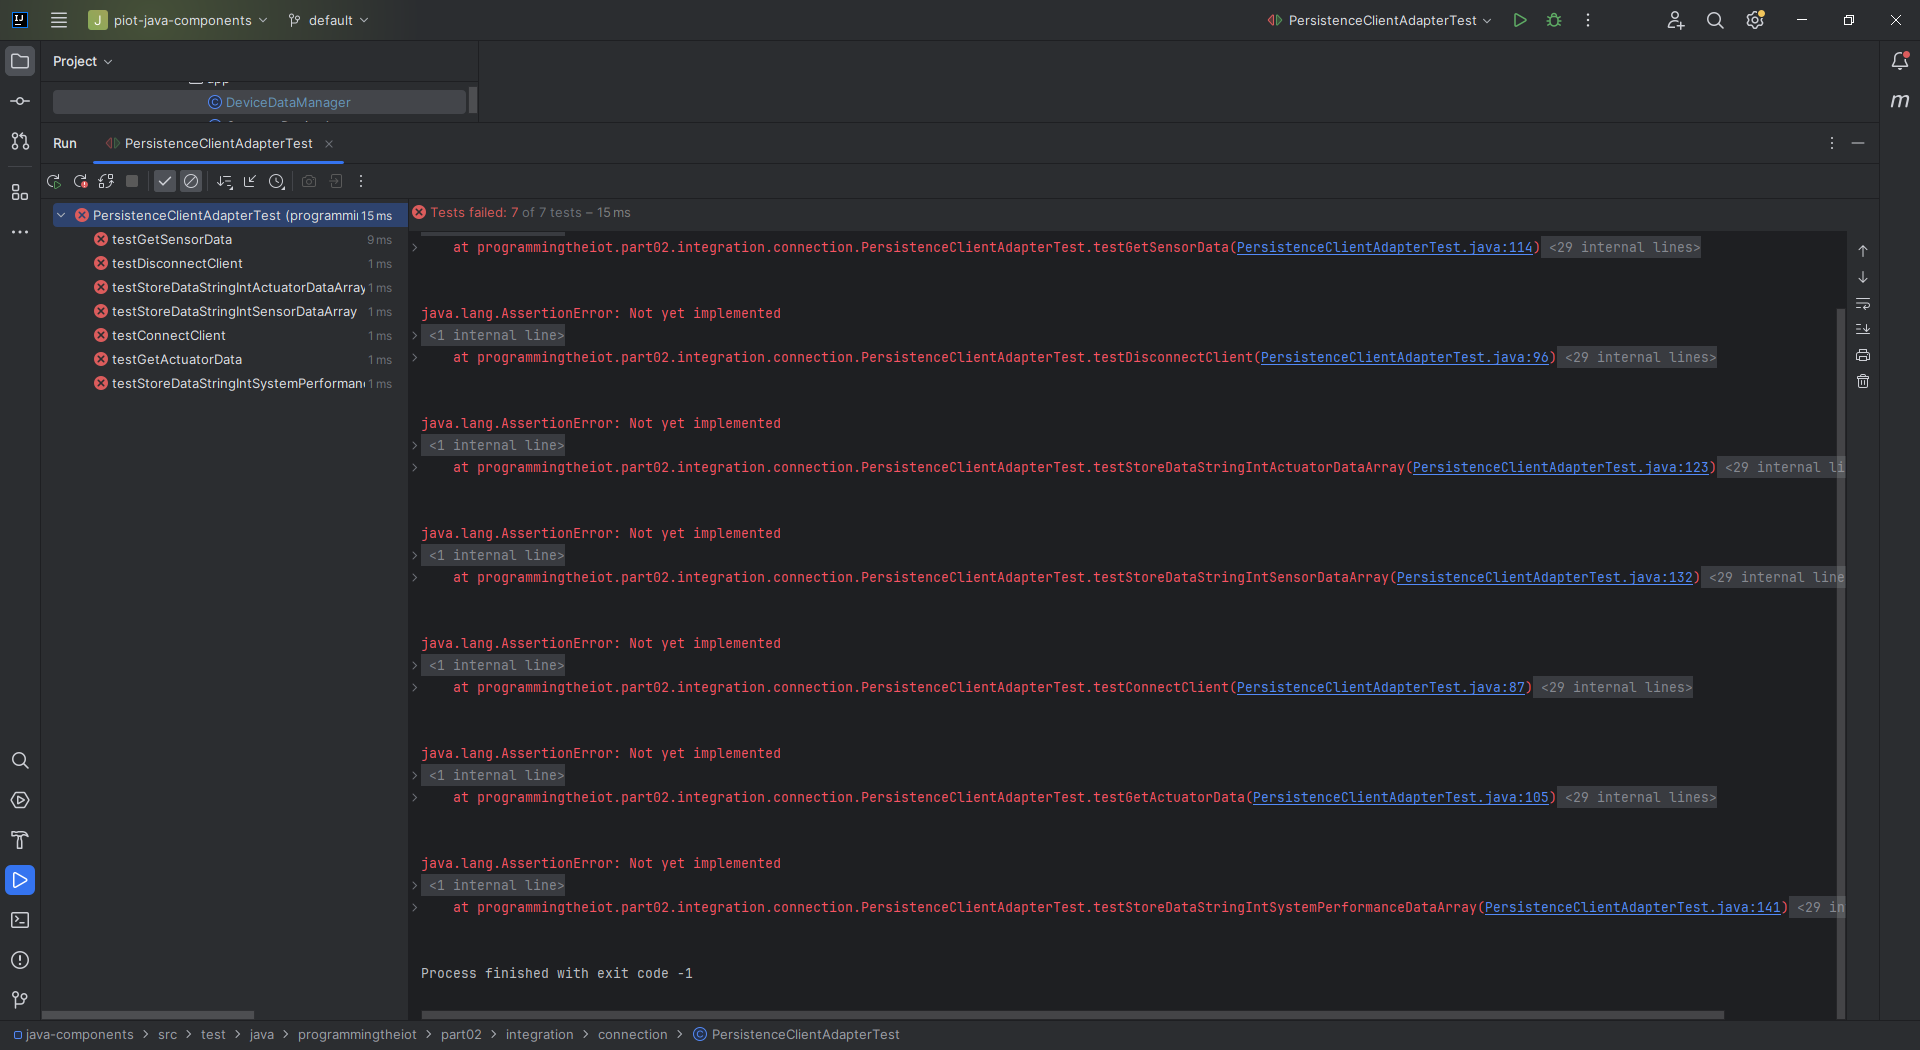 J piot-java-components default PersistenceClientAdapterTest
Project
app
DeviceDataManager
Run PersistenceClientAdapterTest
PersistenceClientAdapterTest (programmin 15 ms
testGetSensorData 9 ms
testDisconnectClient 1 ms
testStoreDataStringIntActuatorDataArray 1 ms
testStoreDataStringIntSensorDataArray 1 ms
testConnectClient 1 ms
testGetActuatorData 1 ms
testStoreDataStringIntSystemPerforman 1 ms
Tests failed: 7 of 7 tests – 15 ms
at programmingtheiot.part02.integration.connection.PersistenceClientAdapterTest.testGetSensorData(PersistenceClientAdapterTest.java:114) <29 internal lines>
java.lang.AssertionError: Not yet implemented
<1 internal line>
at programmingtheiot.part02.integration.connection.PersistenceClientAdapterTest.testDisconnectClient(PersistenceClientAdapterTest.java:96) <29 internal lines>
java.lang.AssertionError: Not yet implemented
<1 internal line>
at programmingtheiot.part02.integration.connection.PersistenceClientAdapterTest.testStoreDataStringIntActuatorDataArray(PersistenceClientAdapterTest.java:123) <29 internal li
java.lang.AssertionError: Not yet implemented
<1 internal line>
at programmingtheiot.part02.integration.connection.PersistenceClientAdapterTest.testStoreDataStringIntSensorDataArray(PersistenceClientAdapterTest.java:132) <29 internal line
java.lang.AssertionError: Not yet implemented
<1 internal line>
at programmingtheiot.part02.integration.connection.PersistenceClientAdapterTest.testConnectClient(PersistenceClientAdapterTest.java:87) <29 internal lines>
java.lang.AssertionError: Not yet implemented
<1 internal line>
at programmingtheiot.part02.integration.connection.PersistenceClientAdapterTest.testGetActuatorData(PersistenceClientAdapterTest.java:105) <29 internal lines>
java.lang.AssertionError: Not yet implemented
<1 internal line>
at programmingtheiot.part02.integration.connection.PersistenceClientAdapterTest.testStoreDataStringIntSystemPerformanceDataArray(PersistenceClientAdapterTest.java:141) <29 in
Process finished with exit code -1
java-components > src > test > java > programmingtheiot > part02 > integration > connection > PersistenceClientAdapterTest